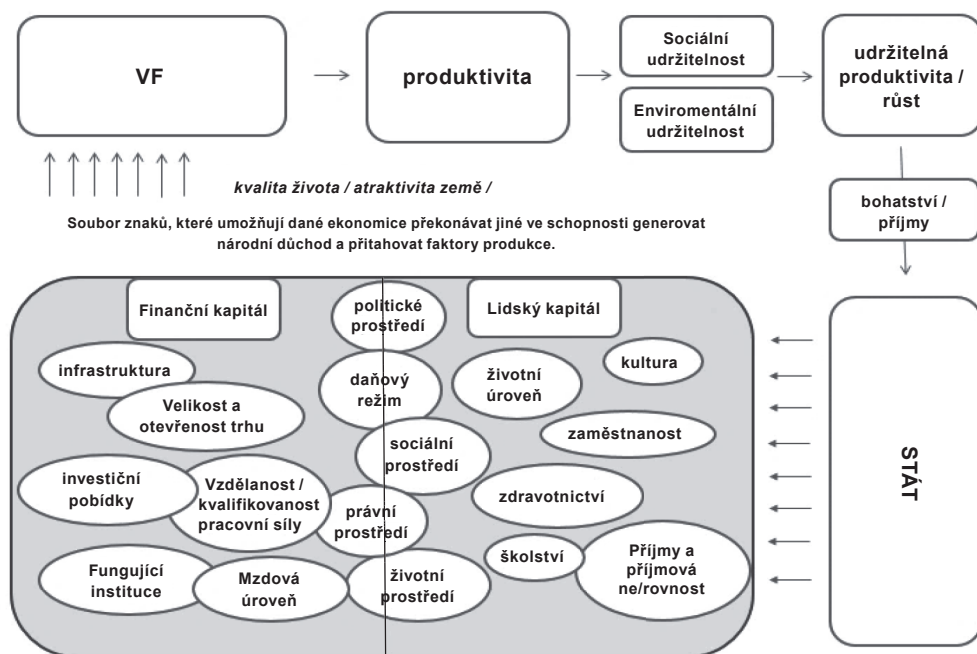 VF
produktivita
Sociální
udržitelnost
Enviromentální
udržitelnost
udržitelná
produktivita /
růst
bohatství /
příjmy
kvalita života / atraktivita země /
Soubor znaků, které umožňují dané ekonomice překonávat jiné ve schopnosti generovat
národní důchod a přitahovat faktory produkce.
Finanční kapitál
politické
prostředí
Lidský kapitál
infrastruktura
daňový
režim
životní
úroveň
kultura
Velikost a
otevřenost trhu
sociální
prostředí
zaměstnanost
investiční
pobídky
Vzdělanost /
kvalifikovanost
pracovní síly
právní
prostředí
zdravotnictví
Fungující
instituce
Mzdová
úroveň
životní
prostředí
školství
Příjmy a
příjmová
ne/rovnost
STÁT